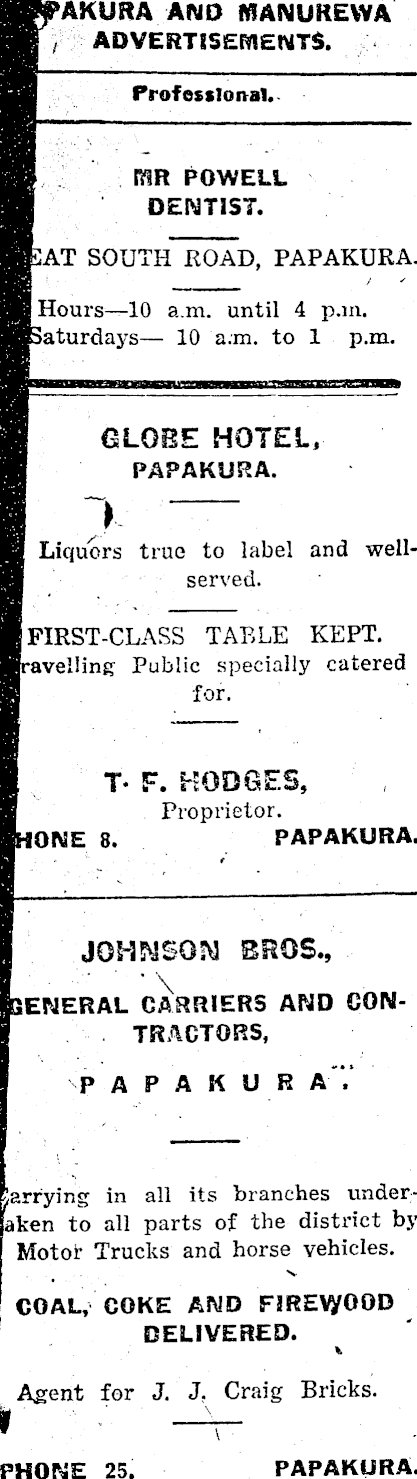 PAKURA AND MANUREWA
ADVERTISEMENTS.
Professional.
MR POWELL
DENTIST.
EAT SOUTH ROAD, PAPAKURA.
Hours—10 a.m. until 4 p.m.
Saturdays— 10 a.m. to 1 p.m.
GLOBE HOTEL,
PAPAKURA.
Liquors true to label and well-
served.
FIRST-CLASS TABLE KEPT.
ravelling Public specially catered
for.
T. F. HODGES,
Proprietor.
HONE 8. PAPAKURA.
JOHNSON BROS.,
GENERAL CARRIERS AND CON-
TRACTORS,
PAPAKURA.
Carrying in all its branches under-
aken to all parts of the district by
Motor Trucks and horse vehicles.
COAL, COKE AND FIREWOOD
DELIVERED.
Agent for J. J. Craig Bricks.
PHONE 25. PAPAKURA.